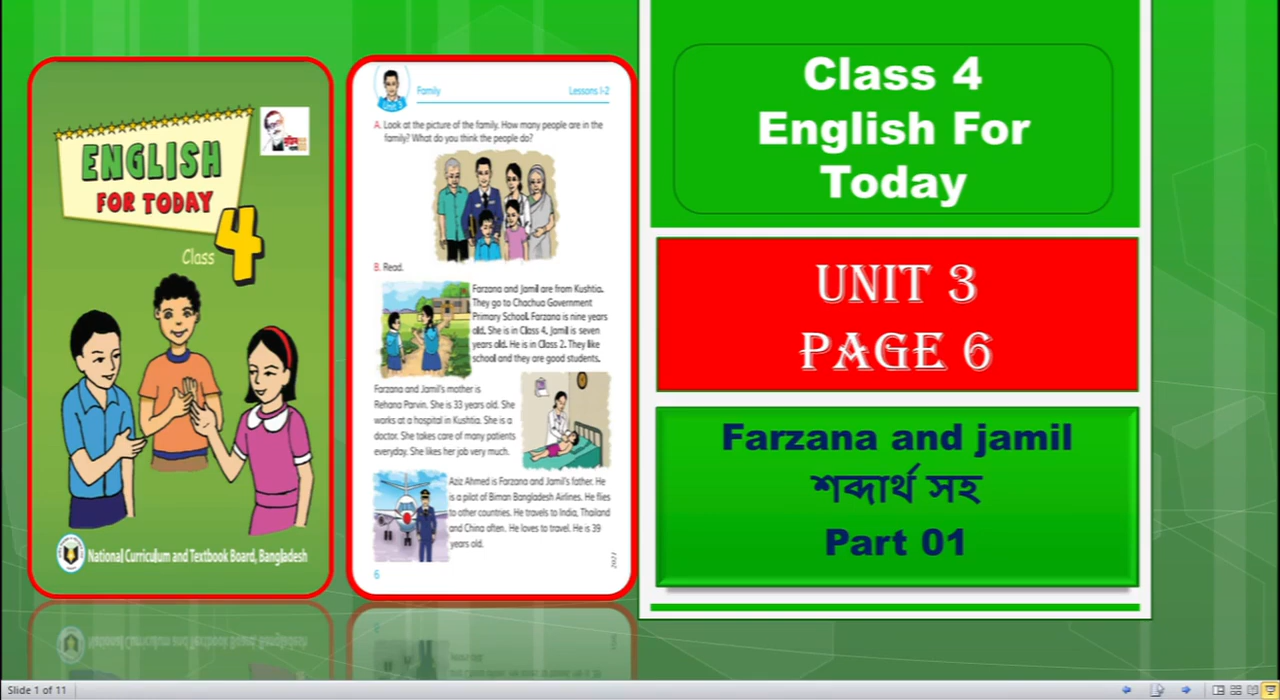 ENGLISH
FOR TODAY
Class 4
National Curriculum and Textbook Board, Bangladesh
Unit 3
Family
Lessons 1-2
A. Look at the picture of the family. How many people are in the
family? What do you think the people do?
B. Read.
Farzana and Jamil are from Kushtia.
They go to Chachua Government
Primary School. Farzana is nine years
old. She is in Class 4. Jamil is seven
years old. He is in Class 2. They like
school and they are good students.
Farzana and Jamil's mother is
Rehana Parvin. She is 33 years old. She
works at a hospital in Kushtia. She is a
doctor. She takes care of many patients
everyday. She likes her job very much.
Aziz Ahmed is Farzana and Jamil's father. He
is a pilot of Biman Bangladesh Airlines. He flies
to other countries. He travels to India, Thailand
and China often. He loves to travel. He is 39
years old.
6
Class 4
English For
Today
UNIT 3
PAGE 6
Farzana and jamil
শব্দার্থ সহ
Part 01
Slide 1 of 11